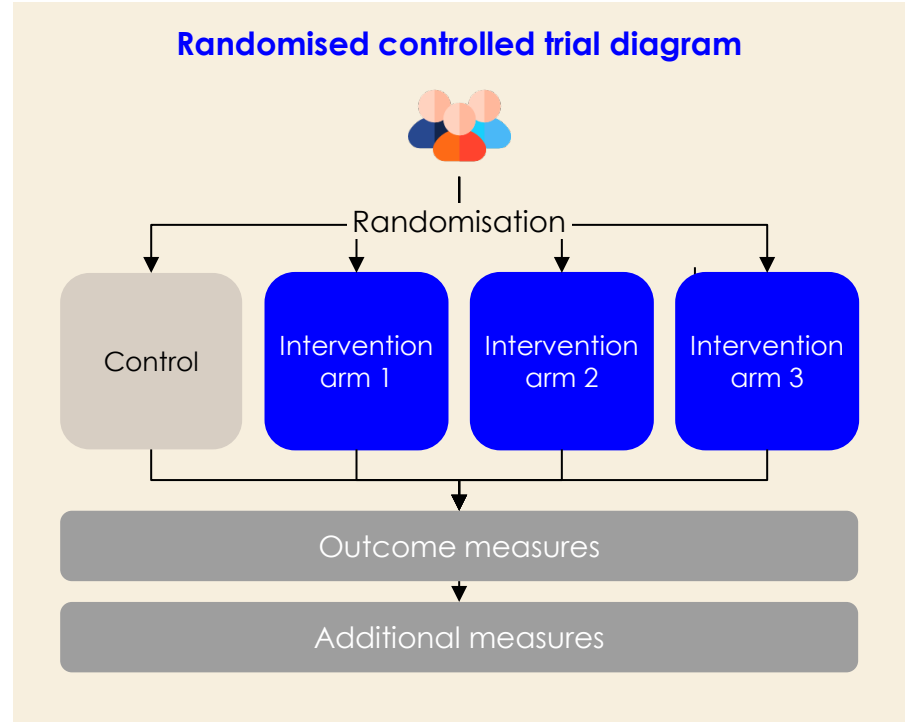 Randomised controlled trial diagram
Randomisation
Control
Intervention
arm 1
Intervention
arm 2
Intervention
arm 3
Outcome measures
Additional measures